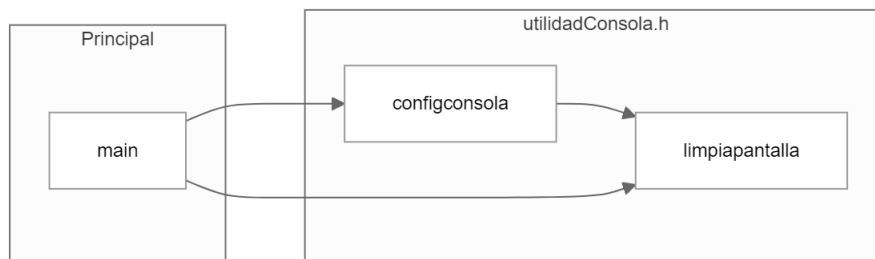 Principal
utilidadConsola.h
main
configconsola
limpiapantalla